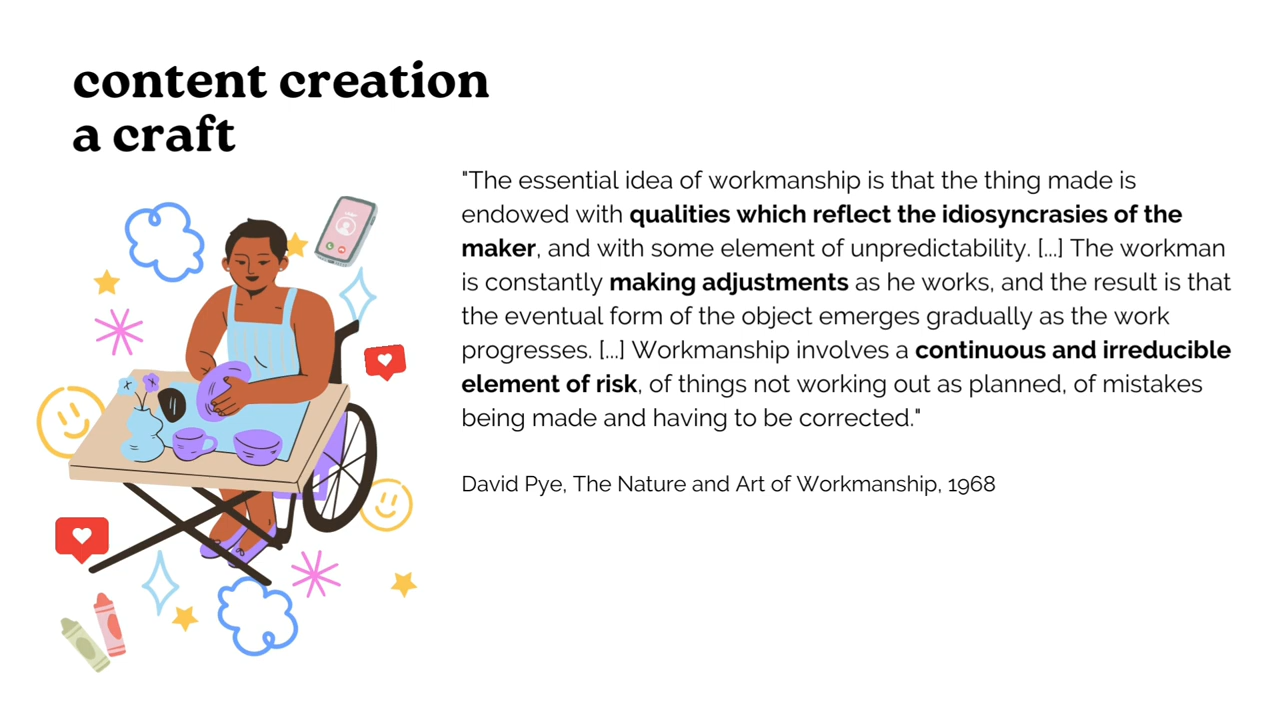 content creation
a craft
"The essential idea of workmanship is that the thing made is
endowed with qualities which reflect the idiosyncrasies of the
maker, and with some element of unpredictability. [...] The workman
is constantly making adjustments as he works, and the result is that
the eventual form of the object emerges gradually as the work
progresses. [...] Workmanship involves a continuous and irreducible
element of risk, of things not working out as planned, of mistakes
being made and having to be corrected."
David Pye, The Nature and Art of Workmanship, 1968